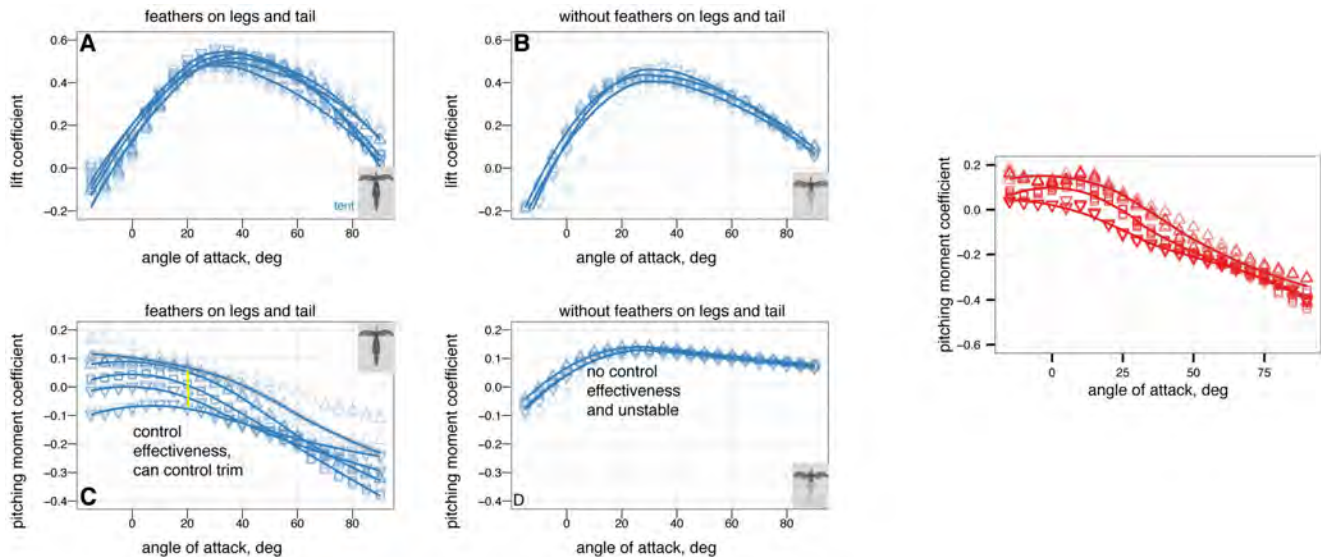 feathers on legs and tail
A
lift coefficient
0.6
0.4
0.2
0.0
−0.2
tent
0 20 40 60 80
angle of attack, deg
without feathers on legs and tail
B
lift coefficient
0.6
0.4
0.2
0.0
−0.2
0 20 40 60 80
angle of attack, deg
feathers on legs and tail
pitching moment coefficient
0.2
0.1
0.0
−0.1
−0.2
−0.3
−0.4
control
effectiveness,
can control trim
C
0 20 40 60 80
angle of attack, deg
without feathers on legs and tail
pitching moment coefficient
0.2
0.1
0.0
−0.1
−0.2
−0.3
−0.4
no control
effectiveness
and unstable
D
0 20 40 60 80
angle of attack, deg
pitching moment coefficient
0.2
0.0
−0.2
−0.4
−0.6
0 25 50 75
angle of attack, deg